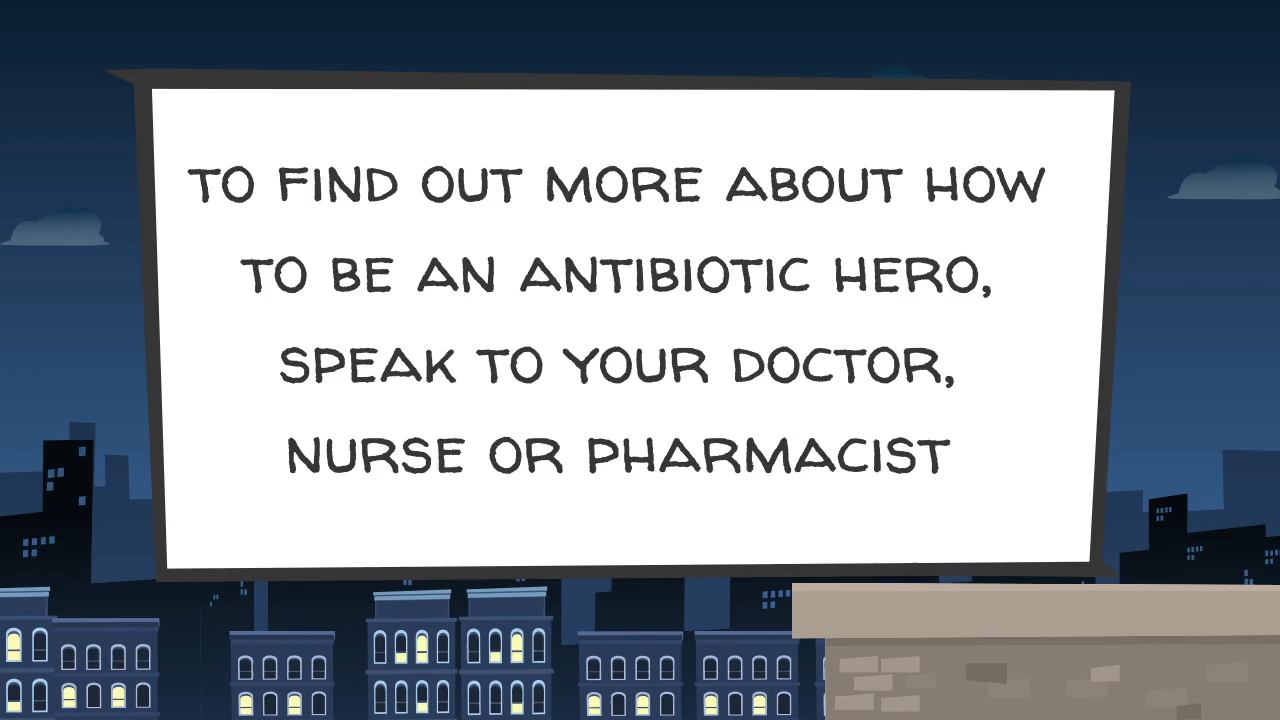 TO FIND OUT MORE ABOUT HOW
TO BE AN ANTIBIOTIC HERO,
SPEAK TO YOUR DOCTOR,
NURSE OR PHARMACIST